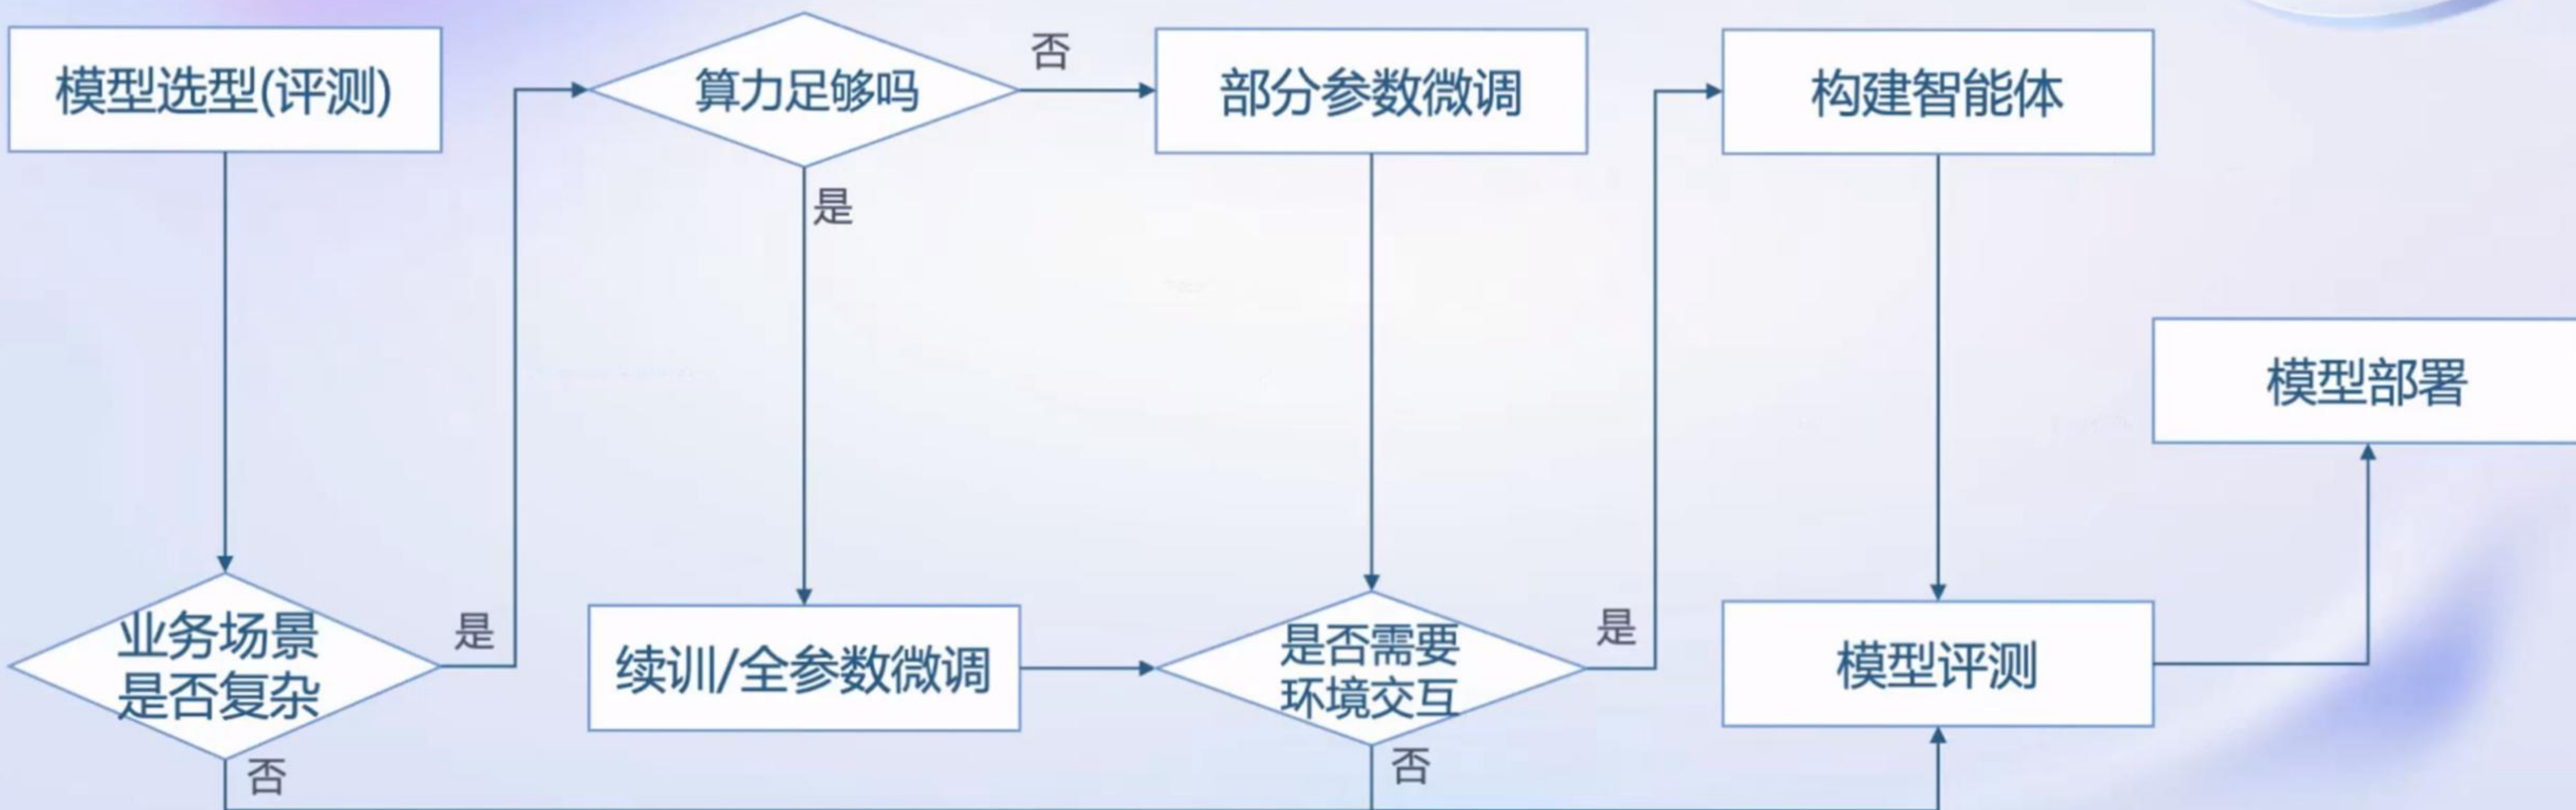 模型选型(评测)
算力足够吗
否
部分参数微调
构建智能体
是
模型部署
业务场景
是否复杂
是
续训/全参数微调
是否需要
环境交互
是
模型评测
否
否